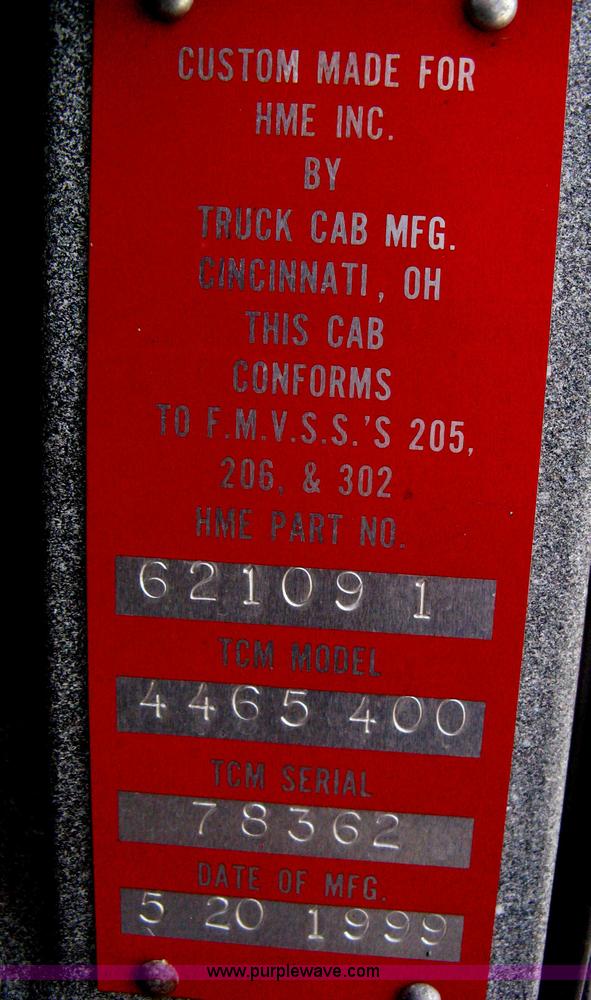 CUSTOM MADE FOR
HME INC.
BY
TRUCK CAB MFG.
CINCINNATI, OH
THIS CAB
CONFORMS
TO F.M.V.S.S.'S 205,
206, & 302
HME PART NO.
62109 1
TCM MODEL
4465 400
TCM SERIAL
78362
DATE OF MFG.
5 20 1999
www.purplewave.com